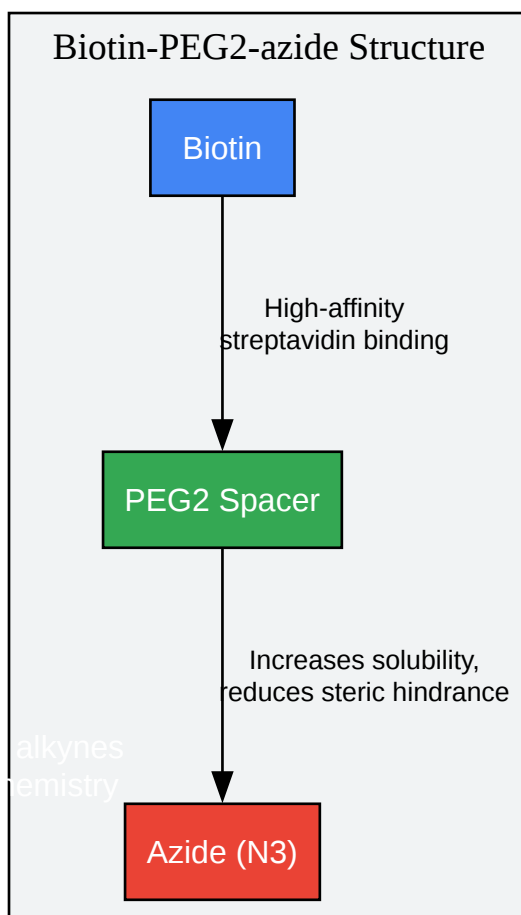 Biotin-PEG2-azide Structure
Biotin
High-affinity
streptavidin binding
PEG2 Spacer
Increases solubility,
reduces steric hindrance
alkynes
Azide (N3)